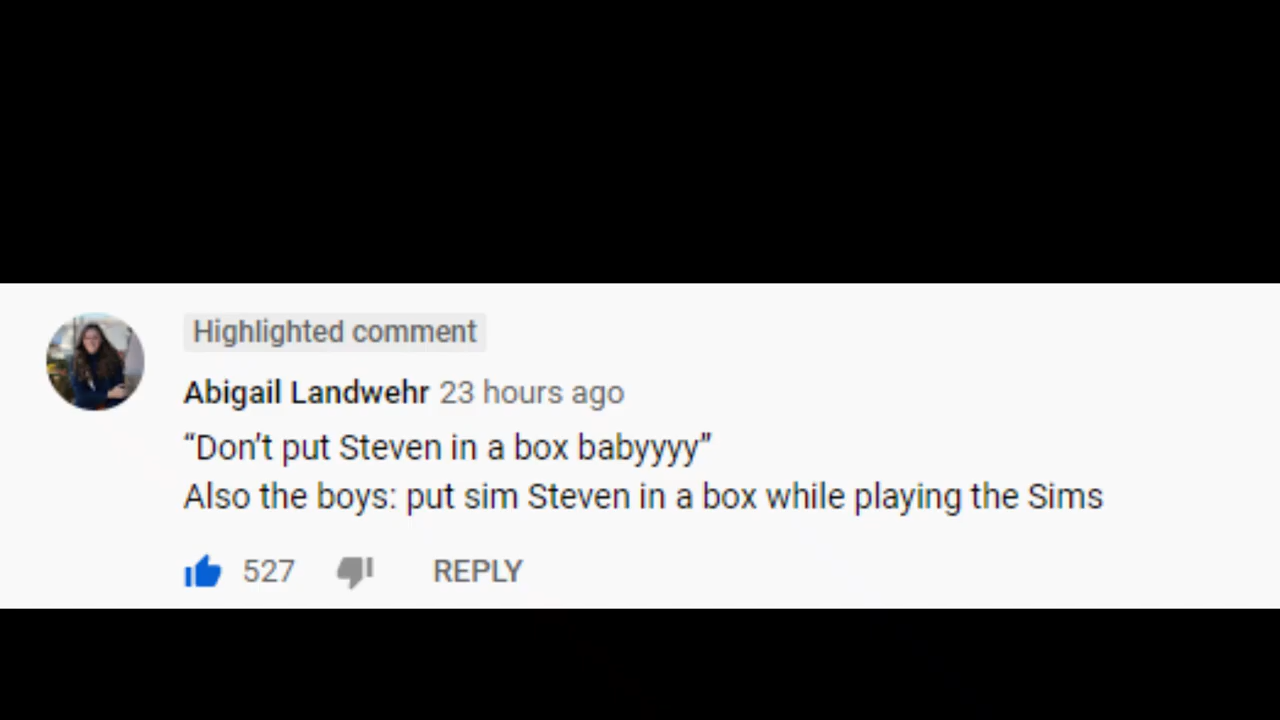 Highlighted comment
Abigail Landwehr 23 hours ago
“Don’t put Steven in a box babyyyy”
Also the boys: put sim Steven in a box while playing the Sims
527 REPLY